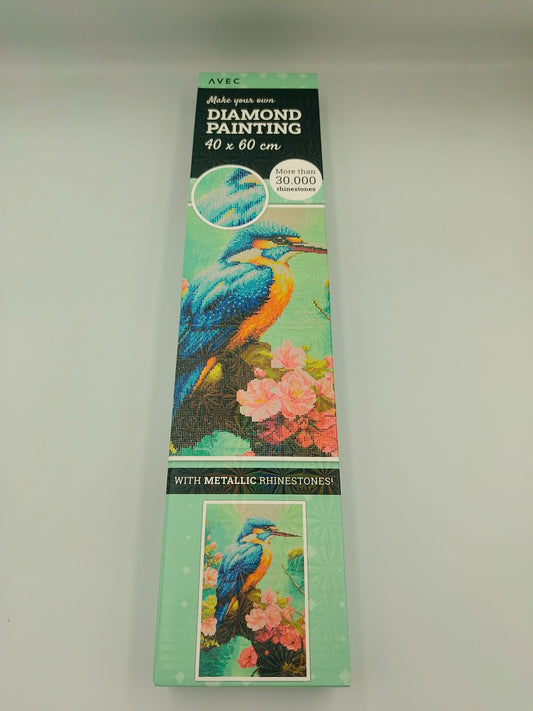 AVEC
Make your own
DIAMOND
PAINTING
40 x 60 cm
More than
30.000
rhinestones
WITH METALLIC RHINESTONES!